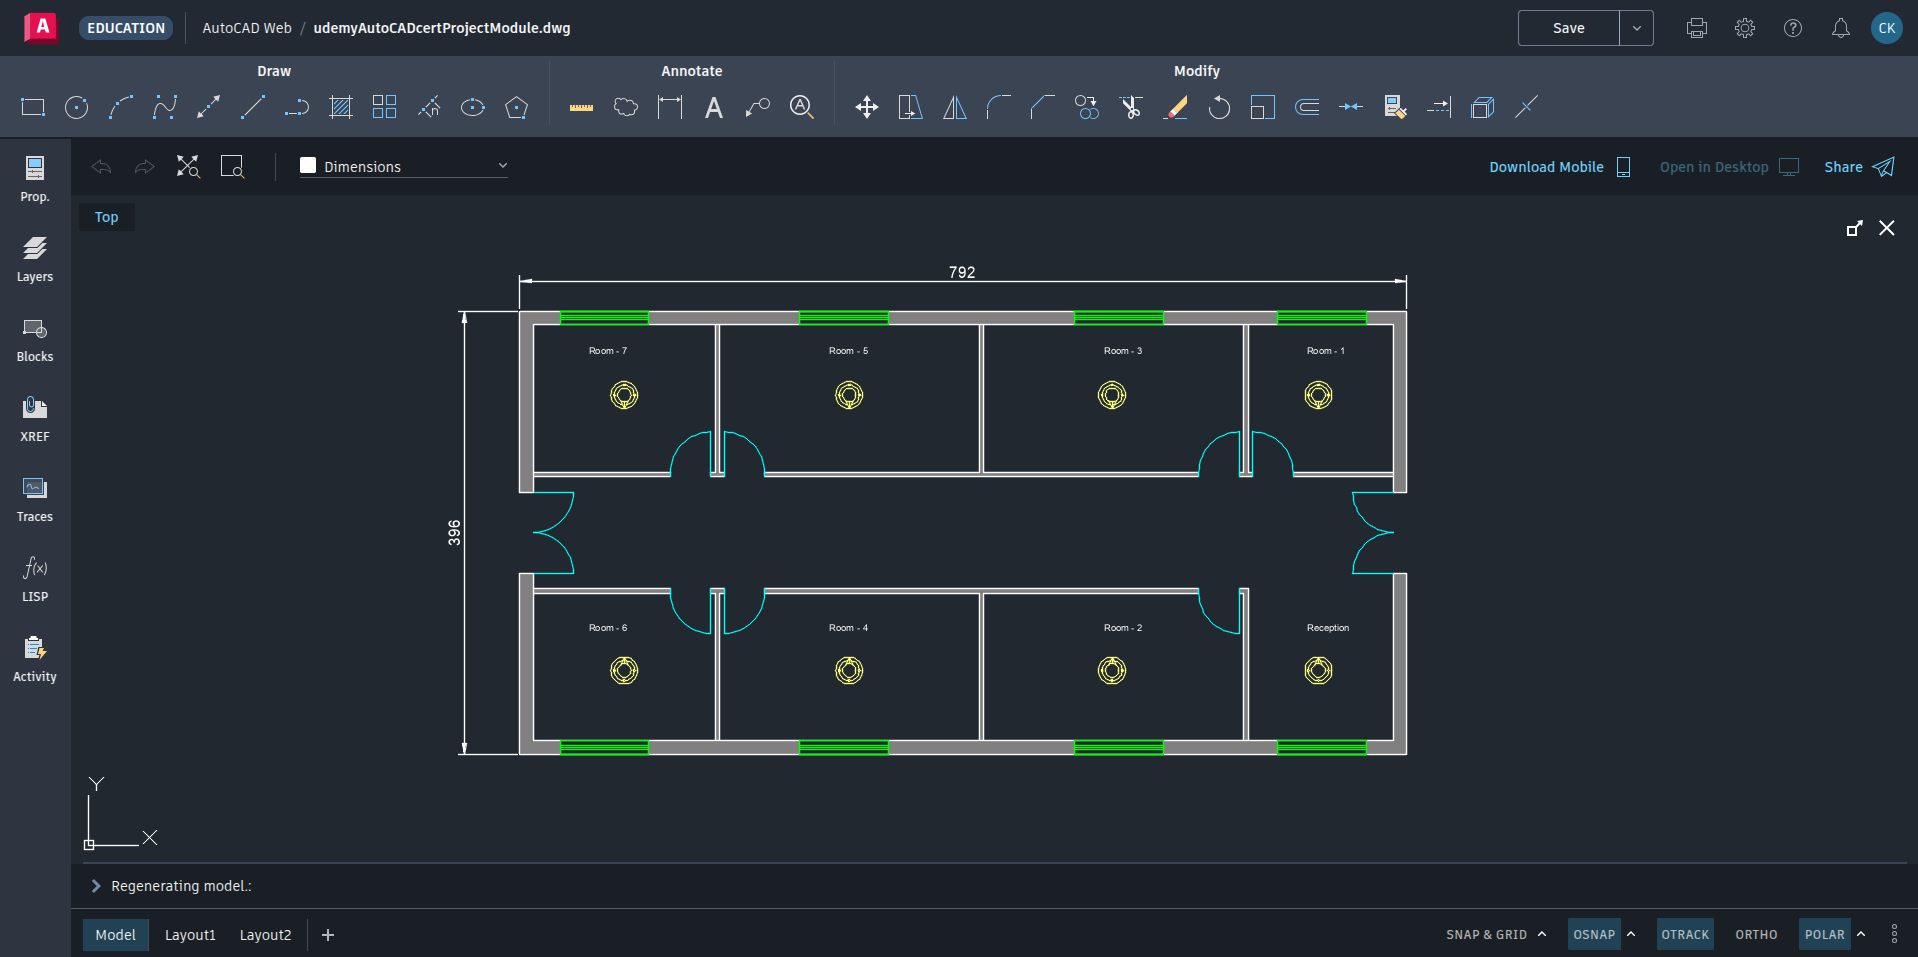 A EDUCATION AutoCAD Web / udemyAutoCADcertProjectModule.dwg Save CK
Draw Annotate Modify
Prop.
Layers
Blocks
XREF
Traces
f(x)
LISP
Activity
Dimensions
Download Mobile Open in Desktop Share
Top
792
396
Room - 7 Room - 5 Room - 3 Room - 1
Room - 6 Room - 4 Room - 2 Reception
Y
X
Regenerating model.:
Model Layout1 Layout2 +
SNAP & GRID OSNAP OTRACK ORTHO POLAR